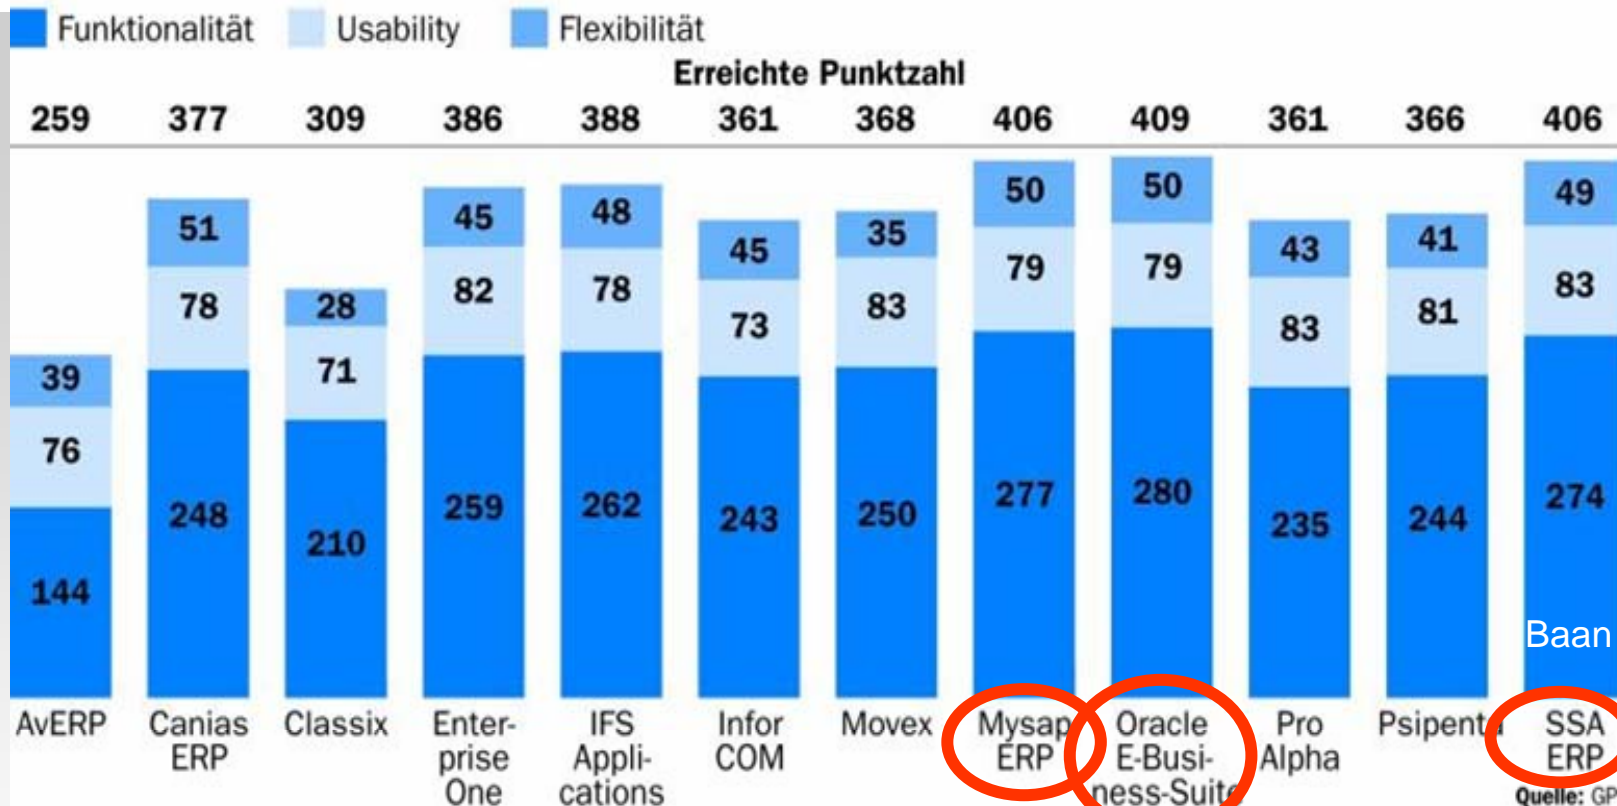 Funktionalität Usability Flexibilität
Erreichte Punktzahl
259 377 309 386 388 361 368 406 409 361 366 406
39 51 28 45 48 45 35 50 50 43 41 49
76 78 71 82 78 73 83 79 79 83 81 83
144 248 210 259 262 243 250 277 280 235 244 274
Baan
AvERP Canias Classix Enter- IFS Infor Movex Mysap Oracle Pro Psipenta SSA
ERP prise Appli- COM ERP E-Busi- Alpha ERP
One cations ness-Suite
Quelle: GP